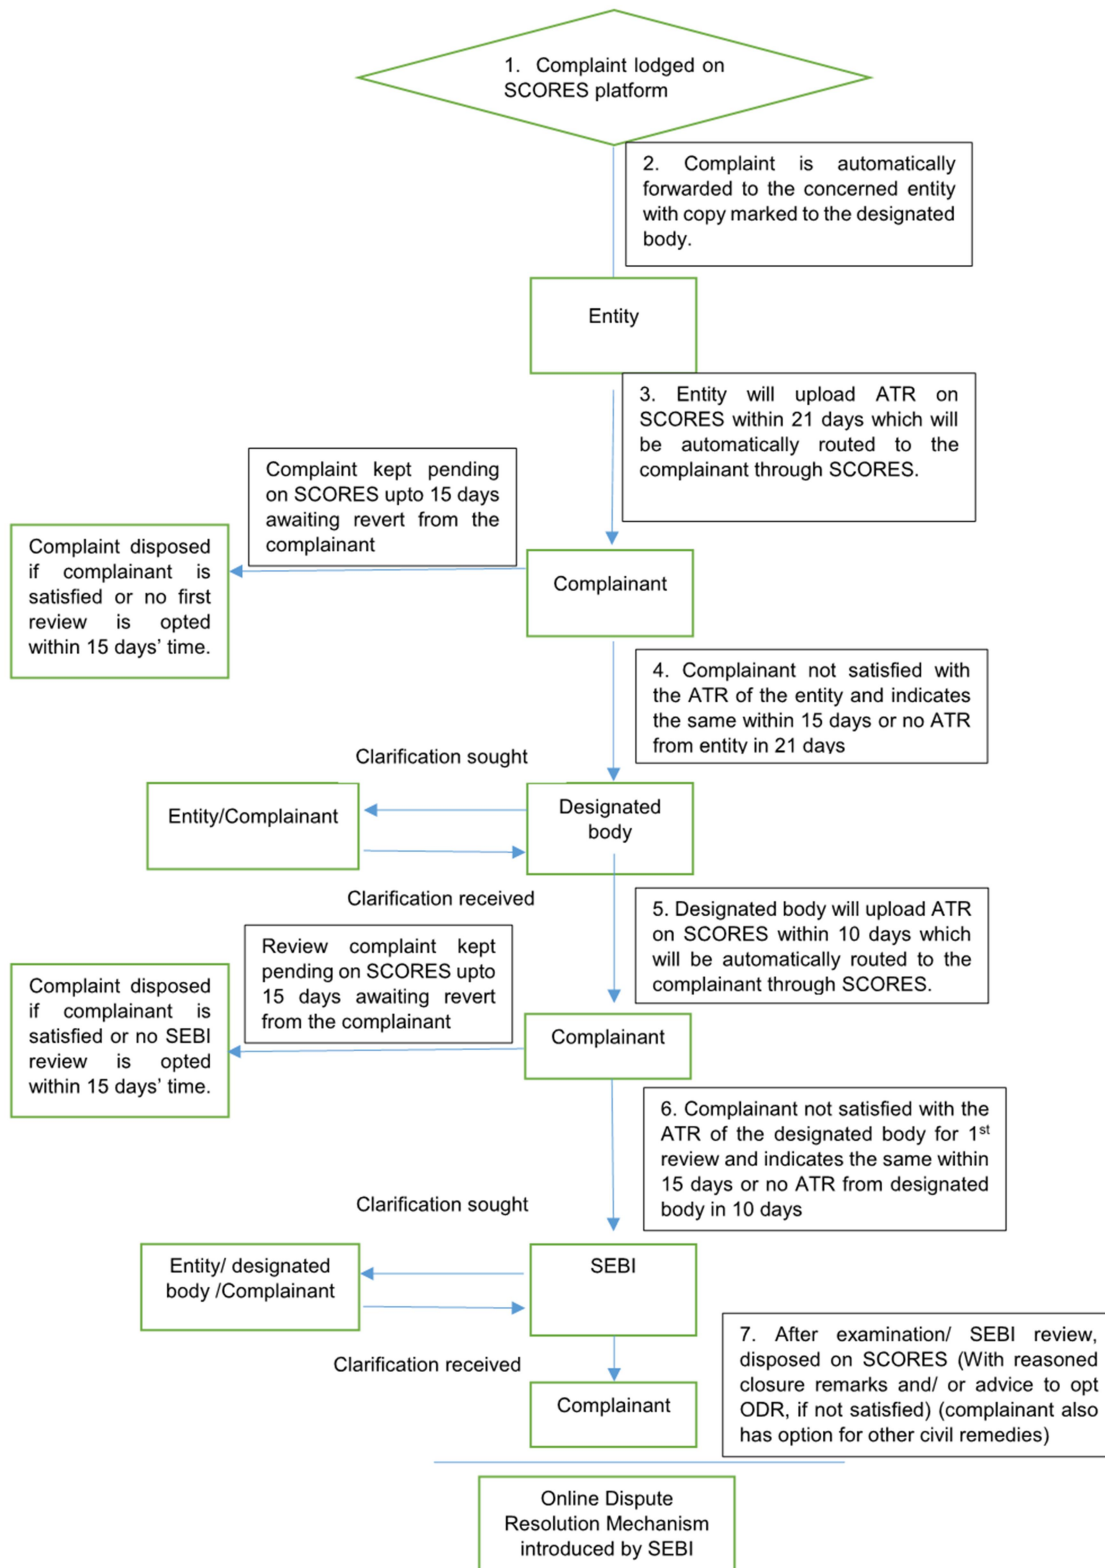 1. Complaint lodged on
SCORES platform
2. Complaint is automatically
forwarded to the concerned entity
with copy marked to the designated
body.
Entity
3. Entity will upload ATR on
SCORES within 21 days which will
be automatically routed to the
complainant through SCORES.
Complaint kept pending
on SCORES upto 15 days
awaiting revert from the
complainant
Complaint disposed
if complainant is
satisfied or no first
review is opted
within 15 days’ time.
Complainant
4. Complainant not satisfied with
the ATR of the entity and indicates
the same within 15 days or no ATR
from entity in 21 days
Clarification sought
Entity/Complainant
Designated
body
Clarification received
5. Designated body will upload ATR
on SCORES within 10 days which
will be automatically routed to the
complainant through SCORES.
Review complaint kept
pending on SCORES upto
15 days awaiting revert
from the complainant
Complaint disposed
if complainant is
satisfied or no SEBI
review is opted
within 15 days’ time.
Complainant
6. Complainant not satisfied with the
ATR of the designated body for 1st
review and indicates the same within
15 days or no ATR from designated
body in 10 days
Clarification sought
Entity/ designated
body /Complainant
SEBI
Clarification received
7. After examination/ SEBI review,
disposed on SCORES (With reasoned
closure remarks and/ or advice to opt
ODR, if not satisfied) (complainant also
has option for other civil remedies)
Complainant
Online Dispute
Resolution Mechanism
introduced by SEBI